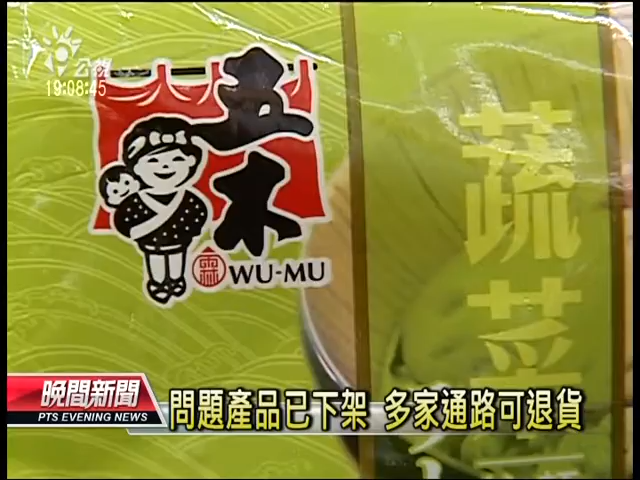 公視
19:08:45
五木
WU-MU
蔬菜
晚間新聞
PTS EVENING NEWS
問題產品已下架 多家通路可退貨